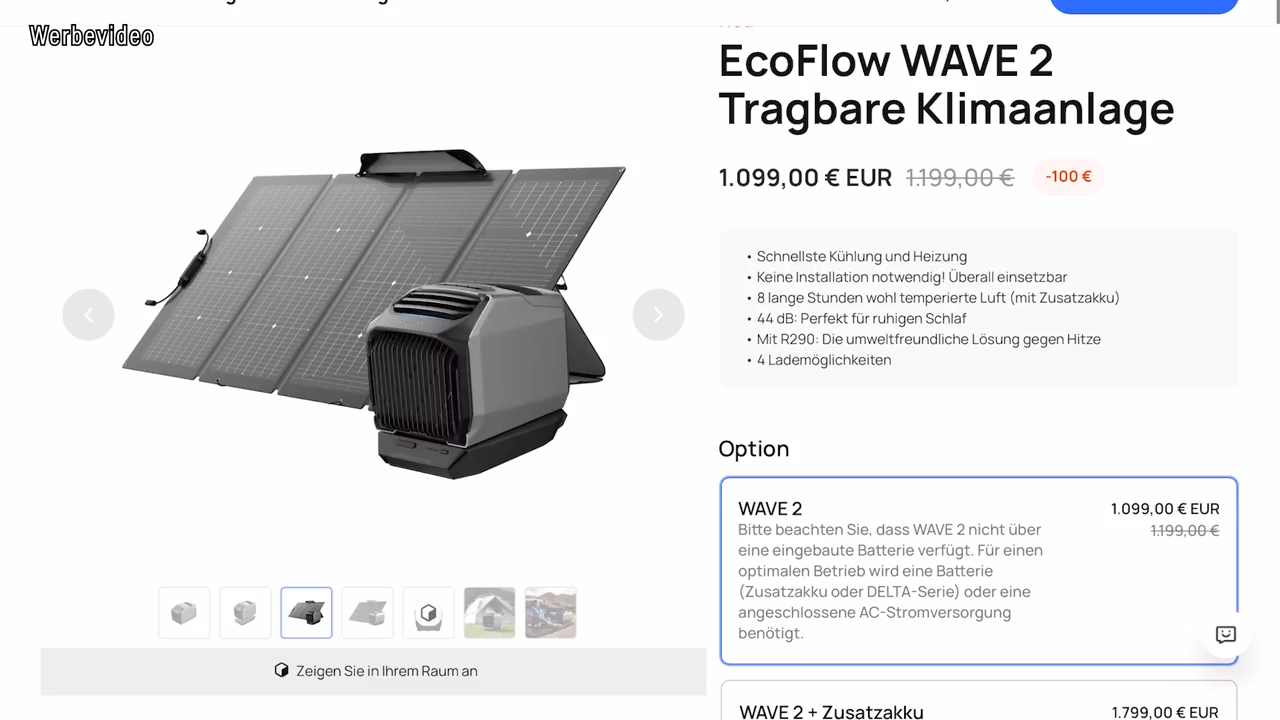 Werbevideo
EcoFlow WAVE 2
Tragbare Klimaanlage
1.099,00 € EUR 1.199,00 € -100 €
• Schnellste Kühlung und Heizung
• Keine Installation notwendig! Überall einsetzbar
• 8 lange Stunden wohl temperierte Luft (mit Zusatzakku)
• 44 dB: Perfekt für ruhigen Schlaf
• Mit R290: Die umweltfreundliche Lösung gegen Hitze
• 4 Lademöglichkeiten
Option
WAVE 2 1.099,00 € EUR
1.199,00 €
Bitte beachten Sie, dass WAVE 2 nicht über
eine eingebaute Batterie verfügt. Für einen
optimalen Betrieb wird eine Batterie
(Zusatzakku oder DELTA-Serie) oder eine
angeschlossene AC-Stromversorgung
benötigt.
Zeigen Sie in Ihrem Raum an
WAVE 2 + Zusatzakku 1.799,00 € EUR